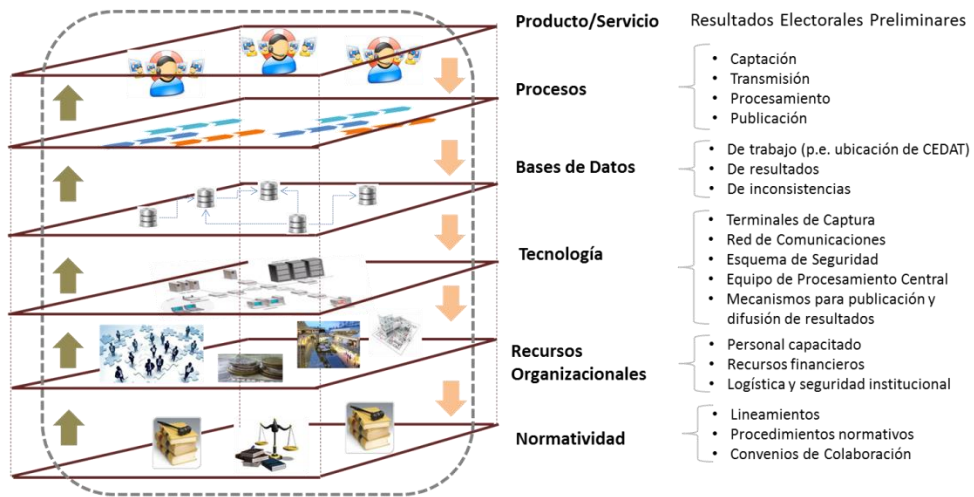 Producto/Servicio
Resultados Electorales Preliminares
Procesos
• Captación
• Transmisión
• Procesamiento
• Publicación
Bases de Datos
• De trabajo (p.e. ubicación de CEDAT)
• De resultados
• De inconsistencias
Tecnología
• Terminales de Captura
• Red de Comunicaciones
• Esquema de Seguridad
• Equipo de Procesamiento Central
• Mecanismos para publicación y
difusión de resultados
Recursos
Organizacionales
• Personal capacitado
• Recursos financieros
• Logística y seguridad institucional
Normatividad
• Lineamientos
• Procedimientos normativos
• Convenios de Colaboración